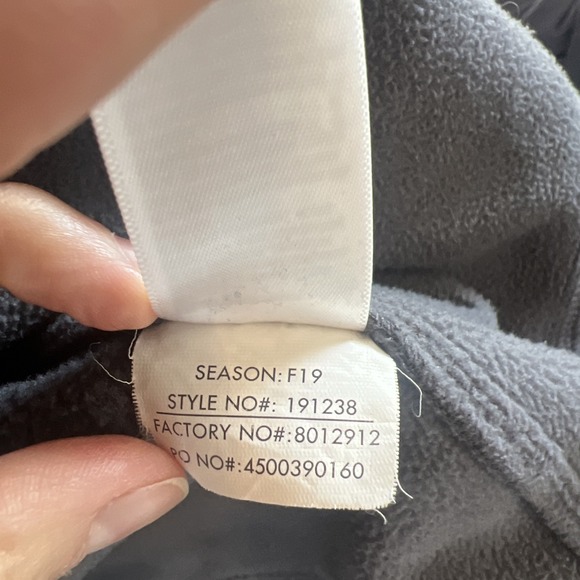 SEASON: F19
STYLE NO#: 191238
FACTORY NO#:8012912
PO NO#:4500390160